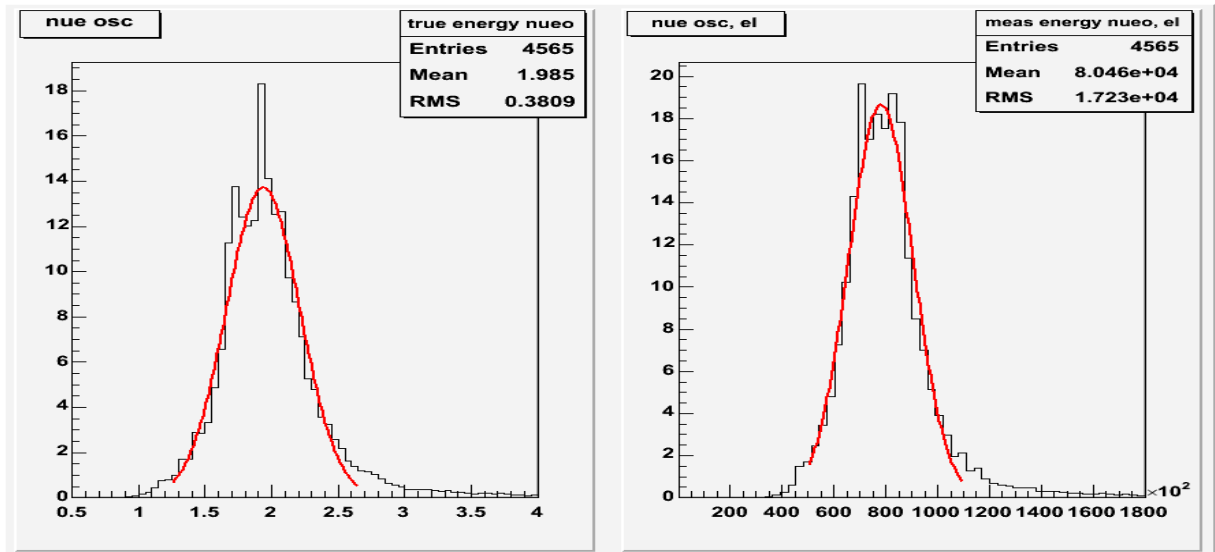 nue osc
true energy nueo
Entries 4565
Mean 1.985
RMS 0.3809
18
16
14
12
10
8
6
4
2
0
0.5 1 1.5 2 2.5 3 3.5 4
nue osc, el
meas energy nueo, el
Entries 4565
Mean 8.046e+04
RMS 1.723e+04
20
18
16
14
12
10
8
6
4
2
0
×10²
200 400 600 800 1000 1200 1400 1600 1800